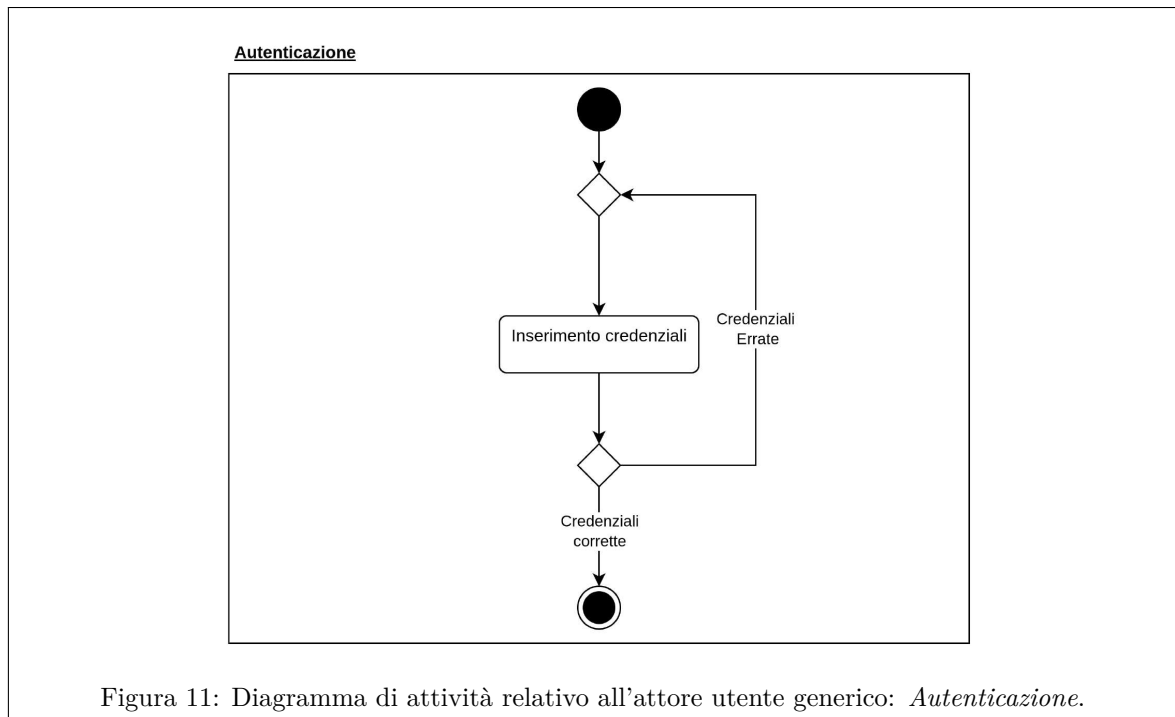 Autenticazione
Inserimento credenziali
Credenziali
Errate
Credenziali
corrette
Figura 11: Diagramma di attività relativo all'attore utente generico: Autenticazione.